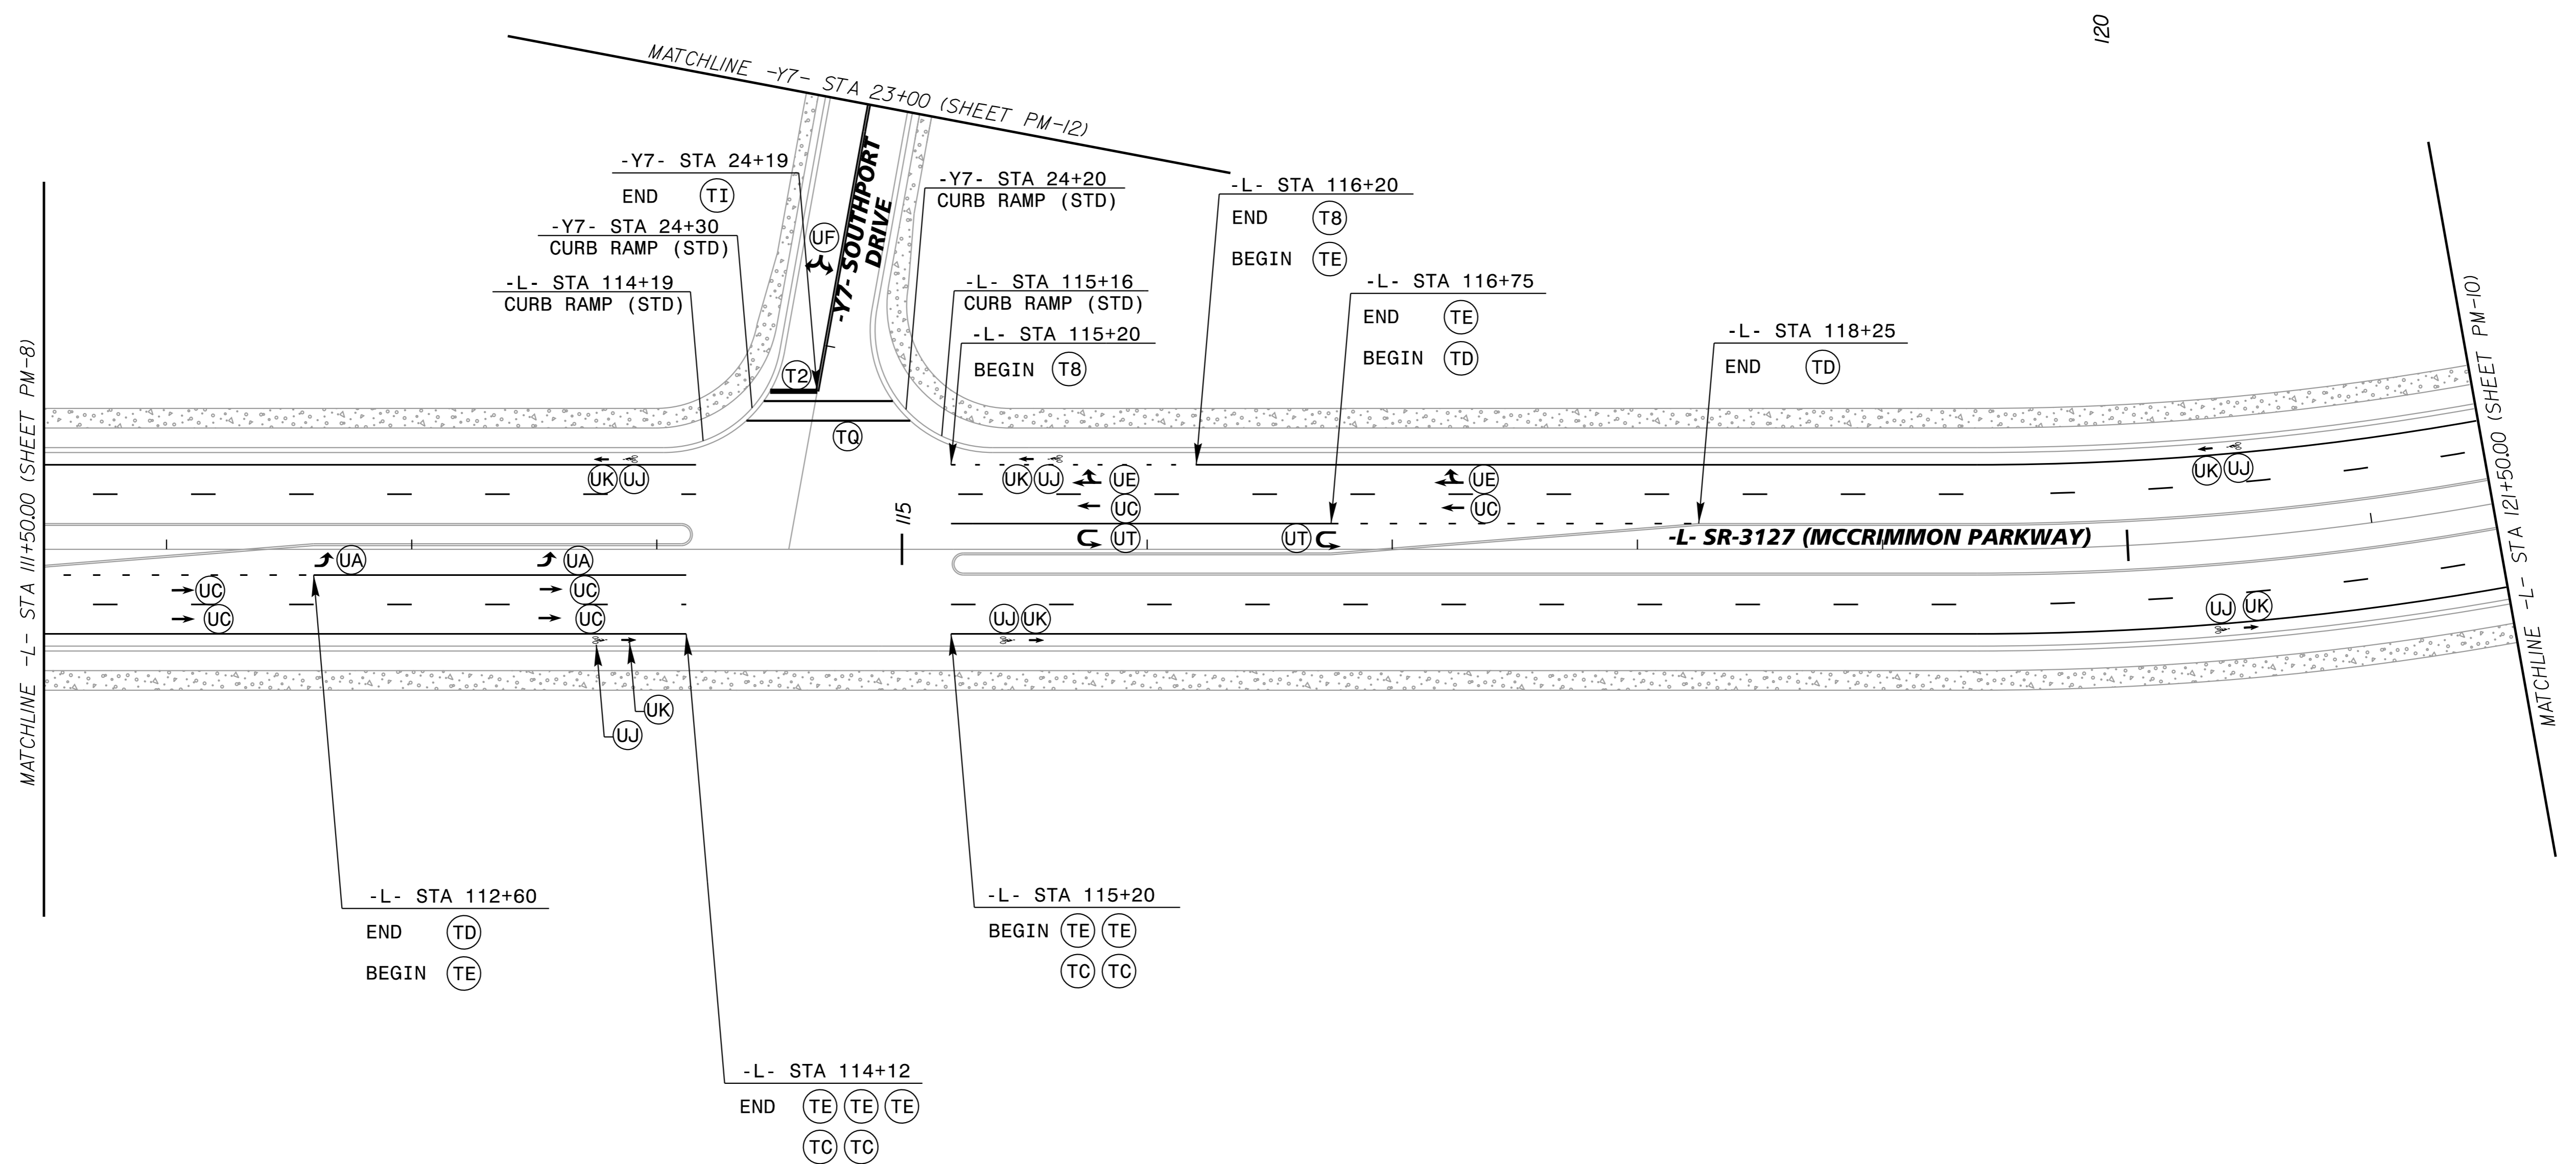 120
MATCHLINE -Y7- STA 23+00 (SHEET PM-12)
-Y7- STA 24+19
END TI
-Y7- STA 24+30
CURB RAMP (STD)
-L- STA 114+19
CURB RAMP (STD)
UF
-Y7- SOUTHPORT
DRIVE
-Y7- STA 24+20
CURB RAMP (STD)
-L- STA 115+16
CURB RAMP (STD)
-L- STA 115+20
BEGIN T8
-L- STA 116+20
END T8
BEGIN TE
-L- STA 116+75
END TE
BEGIN TD
-L- STA 118+25
END TD
T2
TQ
MATCHLINE -L- STA 111+50.00 (SHEET PM-8)
MATCHLINE -L- STA 121+50.00 (SHEET PM-10)
UK UJ
UK UJ UE
UE
UK UJ
UC
UC
115
UT
UT
-L- SR-3127 (MCCRIMMON PARKWAY)
UA
UA
UC
UC
UC
UC
UJ UK
UJ UK
UK
UJ
-L- STA 112+60
END TD
BEGIN TE
-L- STA 115+20
BEGIN TE TE
TC TC
-L- STA 114+12
END TE TE TE
TC TC